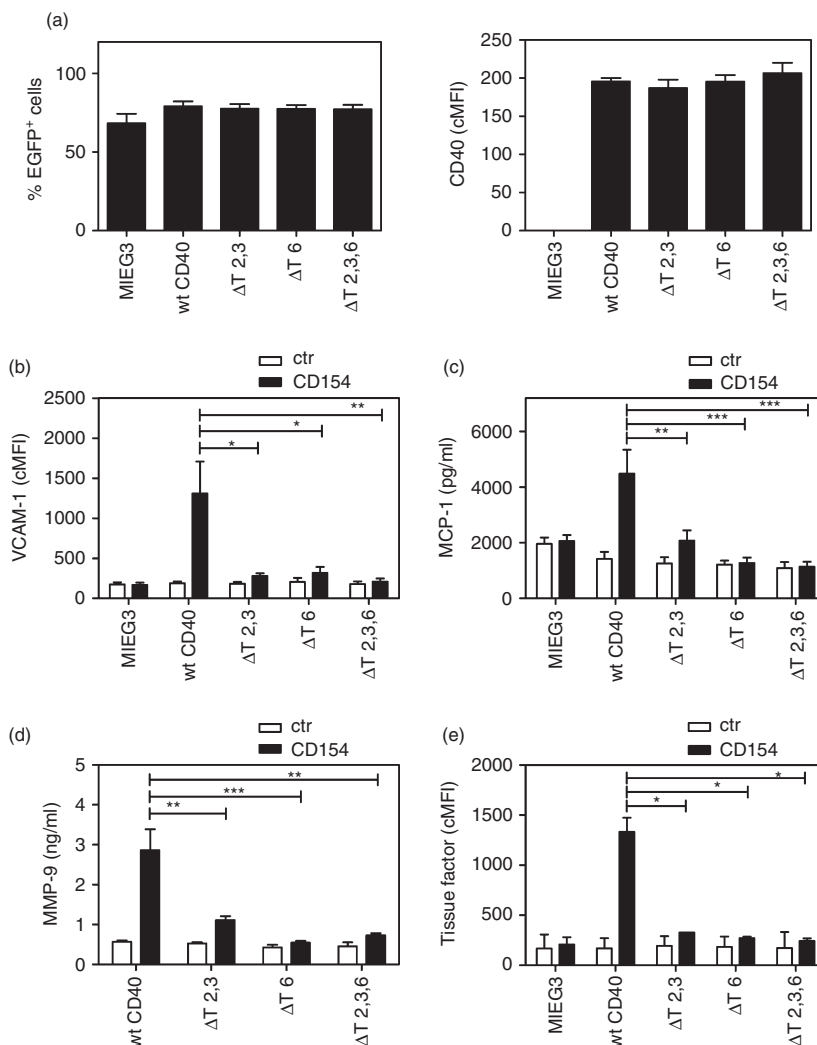 (a)
% EGFP⁺ cells
100
50
0
MIEG3
wt CD40
ΔT 2,3
ΔT 6
ΔT 2,3,6
CD40 (cMFI)
250
200
150
100
50
0
MIEG3
wt CD40
ΔT 2,3
ΔT 6
ΔT 2,3,6
(b)
ctr
CD154
VCAM-1 (cMFI)
2500
2000
1500
1000
500
0
**
*
*
MIEG3
wt CD40
ΔT 2,3
ΔT 6
ΔT 2,3,6
(c)
ctr
CD154
MCP-1 (pg/ml)
6000
4000
2000
0
***
***
**
MIEG3
wt CD40
ΔT 2,3
ΔT 6
ΔT 2,3,6
(d)
ctr
CD154
MMP-9 (ng/ml)
5
4
3
2
1
0
**
***
**
wt CD40
ΔT 2,3
ΔT 6
ΔT 2,3,6
(e)
ctr
CD154
Tissue factor (cMFI)
2000
1500
1000
500
0
*
*
*
MIEG3
wt CD40
ΔT 2,3
ΔT 6
ΔT 2,3,6